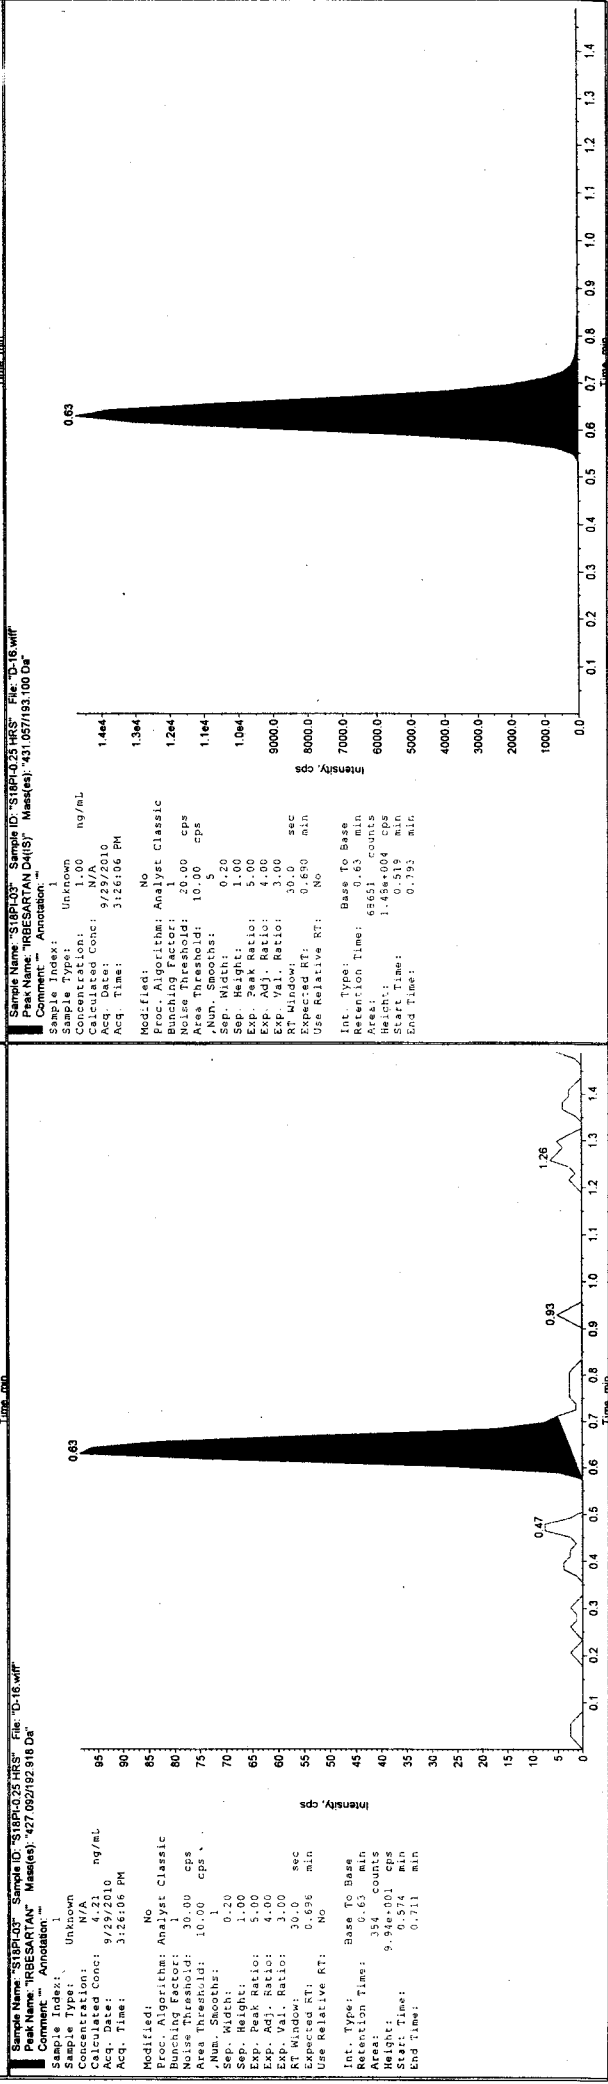 Time, min
Sample Name: "S18PI-03" Sample ID: "S18PI-0.25 HRS" File: "D-16.wiff"
Peak Name: "IRBESARTAN" Mass(es): "427.092/192.918 Da"
Comment: "" Annotation: ""
Sample Index: 1
Sample Type: Unknown
Concentration: N/A
Calculated Conc: 4.21 ng/mL
Acq. Date: 9/29/2010
Acq. Time: 3:26:06 PM
Modified: No
Proc. Algorithm: Analyst Classic
Bunching Factor: 1
Noise Threshold: 30.00 cps
Area Threshold: 10.00 cps
Num. Smooths: 1
Sep. Width: 0.20
Sep. Height: 1.00
Exp. Peak Ratio: 5.00
Exp. Adj. Ratio: 4.00
Exp. Val. Ratio: 3.00
RT Window: 30.0 sec
Expected RT: 0.696 min
Use Relative RT: No
Int. Type: Base To Base
Retention Time: 0.63 min
Area: 354 counts
Height: 9.94e+001 cps
Start Time: 0.574 min
End Time: 0.711 min
Intensity, cps
95
90
85
80
75
70
65
60
55
50
45
40
35
30
25
20
15
10
5
0
0.63
0.47
0.93
1.26
0.1 0.2 0.3 0.4 0.5 0.6 0.7 0.8 0.9 1.0 1.1 1.2 1.3 1.4
Time, min
Time, min
Sample Name: "S18PI-03" Sample ID: "S18PI-0.25 HRS" File: "D-16.wiff"
Peak Name: "IRBESARTAN D4(IS)" Mass(es): "431.057/193.100 Da"
Comment: "" Annotation: ""
Sample Index: 1
Sample Type: Unknown
Concentration: 1.00 ng/mL
Calculated Conc: N/A
Acq. Date: 9/29/2010
Acq. Time: 3:26:06 PM
Modified: No
Proc. Algorithm: Analyst Classic
Bunching Factor: 1
Noise Threshold: 20.00 cps
Area Threshold: 10.00 cps
Num. Smooths: 5
Sep. Width: 0.20
Sep. Height: 1.00
Exp. Peak Ratio: 5.00
Exp. Adj. Ratio: 4.00
Exp. Val. Ratio: 3.00
RT Window: 30.0 sec
Expected RT: 0.690 min
Use Relative RT: No
Int. Type: Base To Base
Retention Time: 0.63 min
Area: counts
Height: cps
Start Time: 0.519 min
End Time: 0.793 min
Intensity, cps
1.4e4
1.3e4
1.2e4
1.1e4
1.0e4
9000.0
8000.0
7000.0
6000.0
5000.0
4000.0
3000.0
2000.0
1000.0
0.0
0.63
0.1 0.2 0.3 0.4 0.5 0.6 0.7 0.8 0.9 1.0 1.1 1.2 1.3 1.4
Time, min